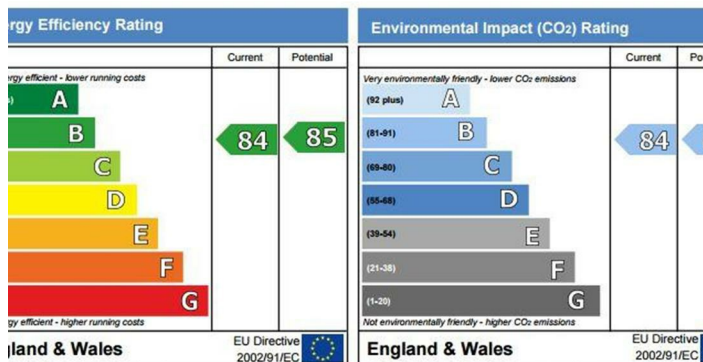 rgy Efficiency Rating
Current Potential
ergy efficient - lower running costs
A
B
C
D
E
F
G
84
85
gy efficient - higher running costs
gland & Wales
EU Directive
2002/91/EC
Environmental Impact (CO₂) Rating
Current Po
Very environmentally friendly - lower CO₂ emissions
(92 plus) A
(81-91) B
(69-80) C
(55-68) D
(39-54) E
(21-38) F
(1-20) G
84
Not environmentally friendly - higher CO₂ emissions
England & Wales
EU Directive
2002/91/EC